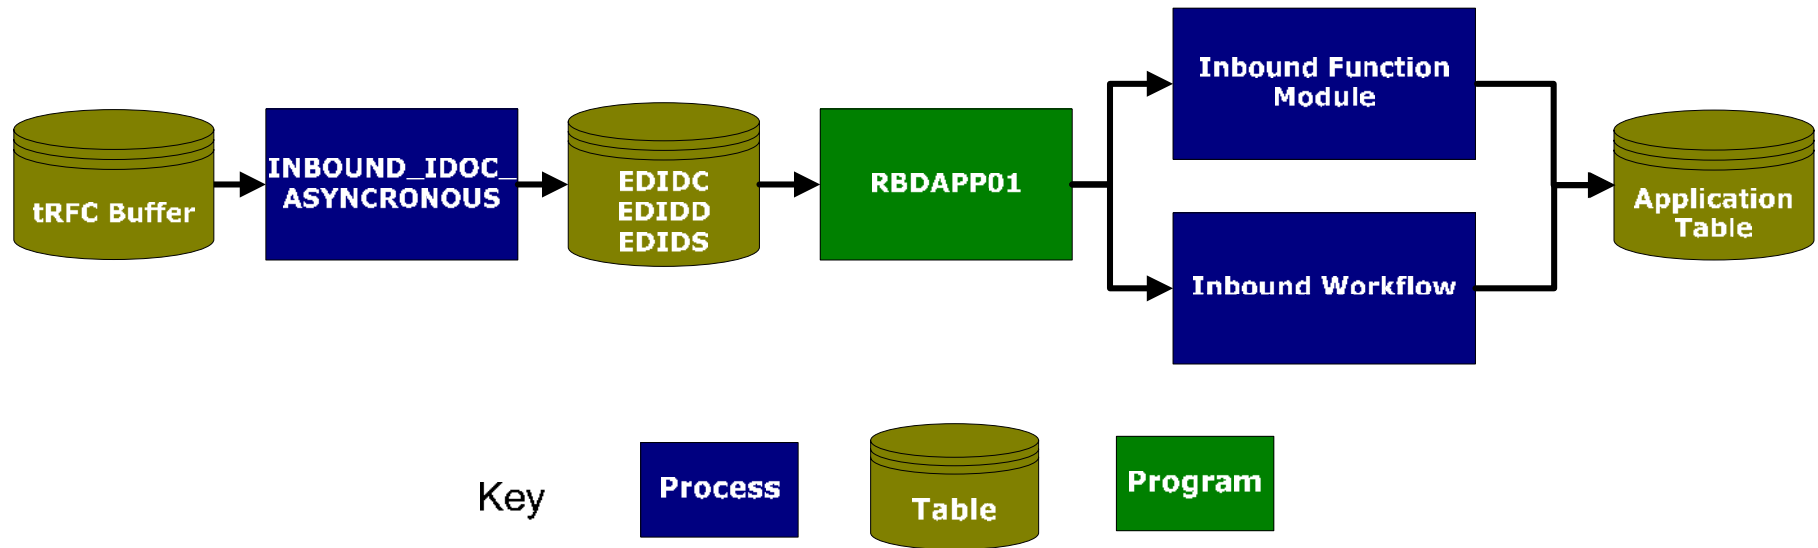 tRFC Buffer
INBOUND_IDOC_
ASYNCRONOUS
EDIDC
EDIDD
EDIDS
RBDAPP01
Inbound Function
Module
Inbound Workflow
Application
Table
Key
Process
Table
Program